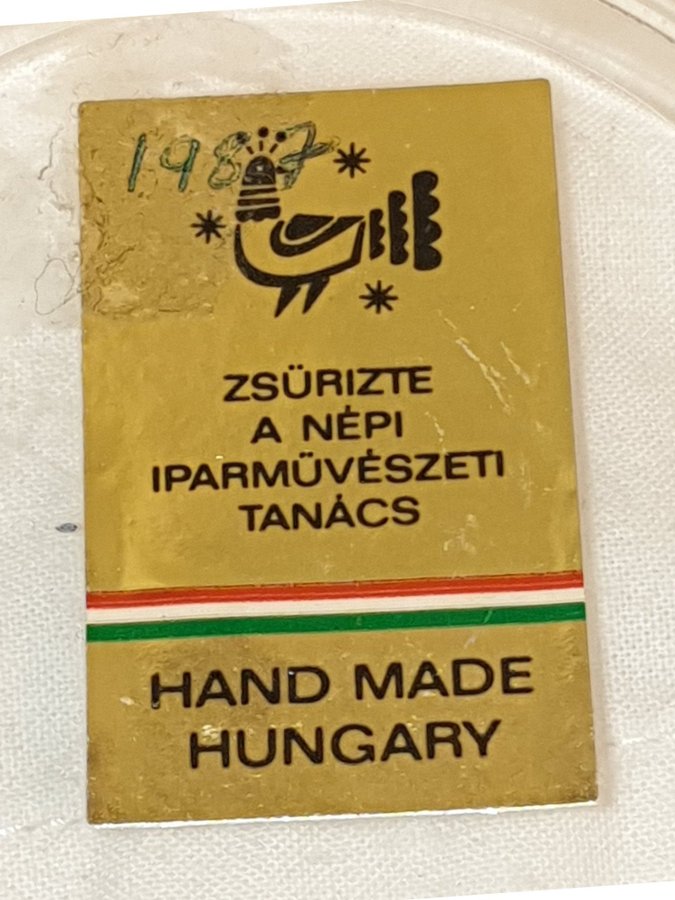 1987
ZSÜRIZTE
A NÉPI
IPARMŰVÉSZETI
TANÁCS
HAND MADE
HUNGARY